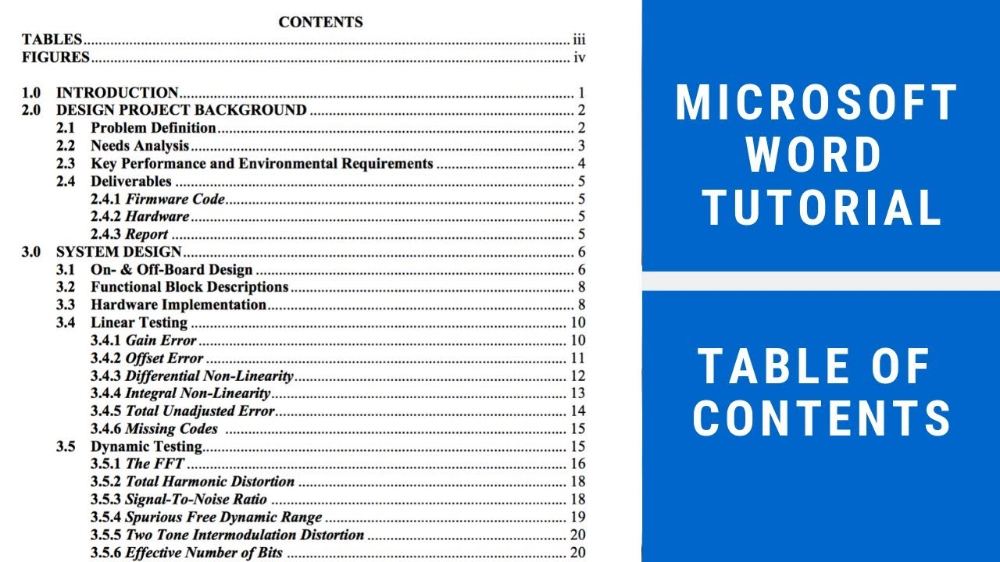 CONTENTS
TABLES........ iii
FIGURES........ iv
1.0 INTRODUCTION........ 1
2.0 DESIGN PROJECT BACKGROUND ........ 2
2.1 Problem Definition........ 2
2.2 Needs Analysis........ 3
2.3 Key Performance and Environmental Requirements ........ 4
2.4 Deliverables ........ 5
2.4.1 Firmware Code........ 5
2.4.2 Hardware........ 5
2.4.3 Report ........ 5
3.0 SYSTEM DESIGN........ 6
3.1 On- & Off-Board Design ........ 6
3.2 Functional Block Descriptions........ 8
3.3 Hardware Implementation........ 8
3.4 Linear Testing ........ 10
3.4.1 Gain Error ........ 10
3.4.2 Offset Error ........ 11
3.4.3 Differential Non-Linearity........ 12
3.4.4 Integral Non-Linearity........ 13
3.4.5 Total Unadjusted Error........ 14
3.4.6 Missing Codes ........ 15
3.5 Dynamic Testing........ 15
3.5.1 The FFT ........ 16
3.5.2 Total Harmonic Distortion ........ 18
3.5.3 Signal-To-Noise Ratio ........ 18
3.5.4 Spurious Free Dynamic Range ........ 19
3.5.5 Two Tone Intermodulation Distortion ........ 20
3.5.6 Effective Number of Bits ........ 20
MICROSOFT
WORD
TUTORIAL
TABLE OF
CONTENTS